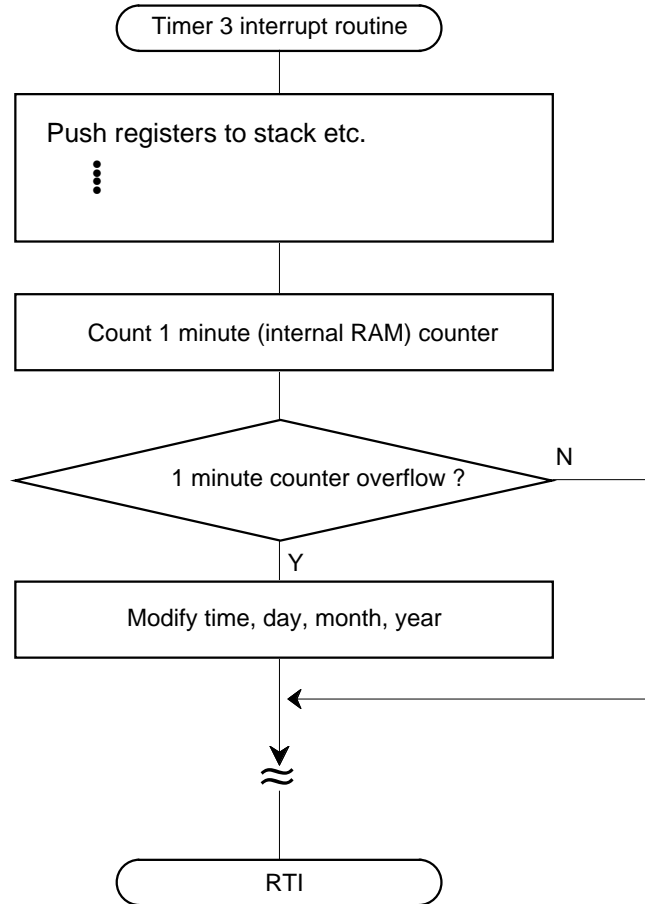 Timer 3 interrupt routine
Push registers to stack etc.
Count 1 minute (internal RAM) counter
1 minute counter overflow ?
N
Y
Modify time, day, month, year
RTI